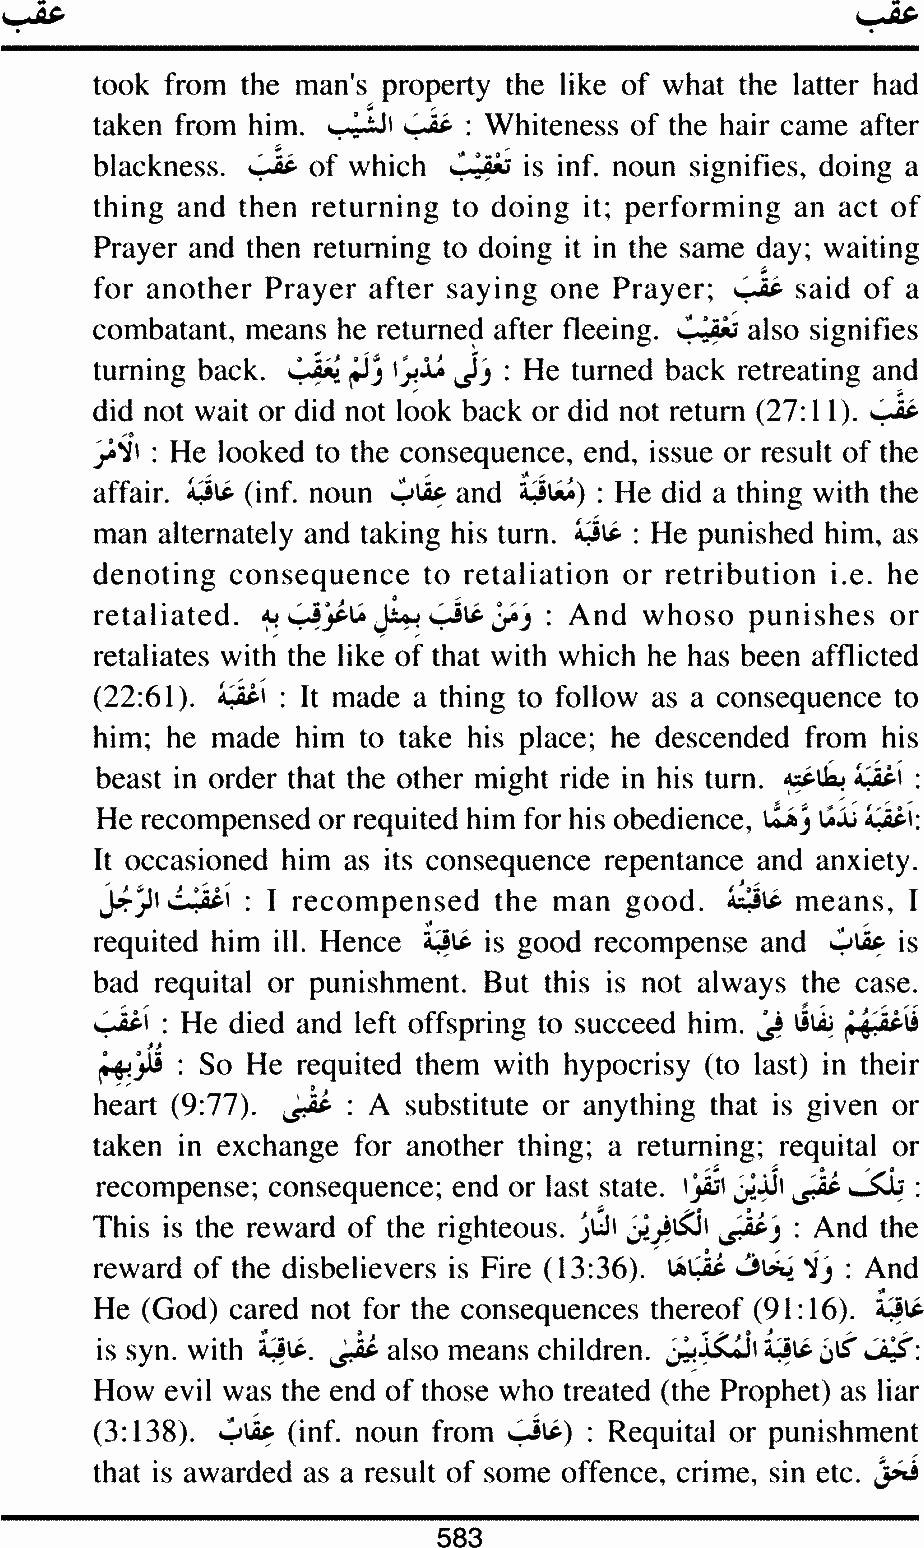 عقب عقب
took from the man's property the like of what the latter had
taken from him. عَقَبَ الشَّيْبُ : Whiteness of the hair came after
blackness. عَقَّبَ of which تَعْقِيْبٌ is inf. noun signifies, doing a
thing and then returning to doing it; performing an act of
Prayer and then returning to doing it in the same day; waiting
for another Prayer after saying one Prayer; عَقَّبَ said of a
combatant, means he returned after fleeing. تَعْقِيْبٌ also signifies
turning back. وَلّٰى مُدْبِرًا وَّلَمْ يُعَقِّبْ : He turned back retreating and
did not wait or did not look back or did not return (27:11). عَقَّبَ
الْاَمْرَ : He looked to the consequence, end, issue or result of the
affair. عَاقَبَهُ (inf. noun عِقَابٌ and مُعَاقَبَةٌ) : He did a thing with the
man alternately and taking his turn. عَاقَبَهُ : He punished him, as
denoting consequence to retaliation or retribution i.e. he
retaliated. وَمَنْ عَاقَبَ بِمِثْلِ مَاعُوْقِبَ بِهٖ : And whoso punishes or
retaliates with the like of that with which he has been afflicted
(22:61). اَعْقَبَهُ : It made a thing to follow as a consequence to
him; he made him to take his place; he descended from his
beast in order that the other might ride in his turn. اَعْقَبَهُ بِطَاعَتِهٖ :
He recompensed or requited him for his obedience, اَعْقَبَهُ نَدَمًا وَّهَمًّا:
It occasioned him as its consequence repentance and anxiety.
اَعْقَبْتُ الرَّجُلَ : I recompensed the man good. عَاقَبْتُهُ means, I
requited him ill. Hence عَاقِبَةٌ is good recompense and عِقَابٌ is
bad requital or punishment. But this is not always the case.
اَعْقَبَ : He died and left offspring to succeed him. فَاَعْقَبَهُمْ نِفَاقًا فِيْ
قُلُوْبِهِمْ : So He requited them with hypocrisy (to last) in their
heart (9:77). عُقْبٰى : A substitute or anything that is given or
taken in exchange for another thing; a returning; requital or
recompense; consequence; end or last state. تِلْكَ عُقْبَى الَّذِيْنَ اتَّقَوْا :
This is the reward of the righteous. وَعُقْبَى الْكَافِرِيْنَ النَّارُ : And the
reward of the disbelievers is Fire (13:36). وَلَا يَخَافُ عُقْبَاهَا : And
He (God) cared not for the consequences thereof (91:16). عَاقِبَةٌ
is syn. with عَاقِبَةٌ. عُقْبٰى also means children. كَيْفَ كَانَ عَاقِبَةُ الْمُكَذِّبِيْنَ:
How evil was the end of those who treated (the Prophet) as liar
(3:138). عِقَابٌ (inf. noun from عَاقَبَ) : Requital or punishment
that is awarded as a result of some offence, crime, sin etc. فَحَقَّ
583